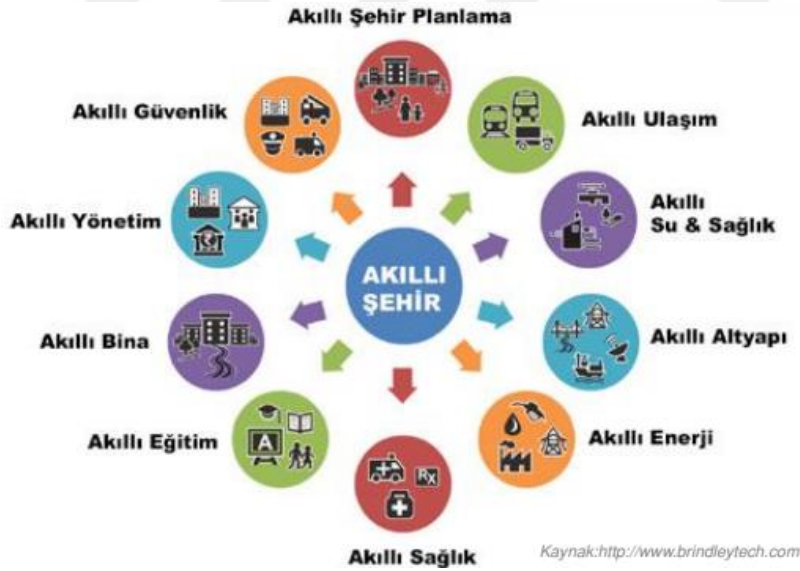 Akıllı Şehir Planlama
Akıllı Güvenlik
Akıllı Ulaşım
Akıllı Yönetim
Akıllı
Su & Sağlık
AKILLI
ŞEHİR
Akıllı Bina
Akıllı Altyapı
Akıllı Eğitim
A
Akıllı Enerji
RX
Akıllı Sağlık
Kaynak:http://www.brindleytech.com